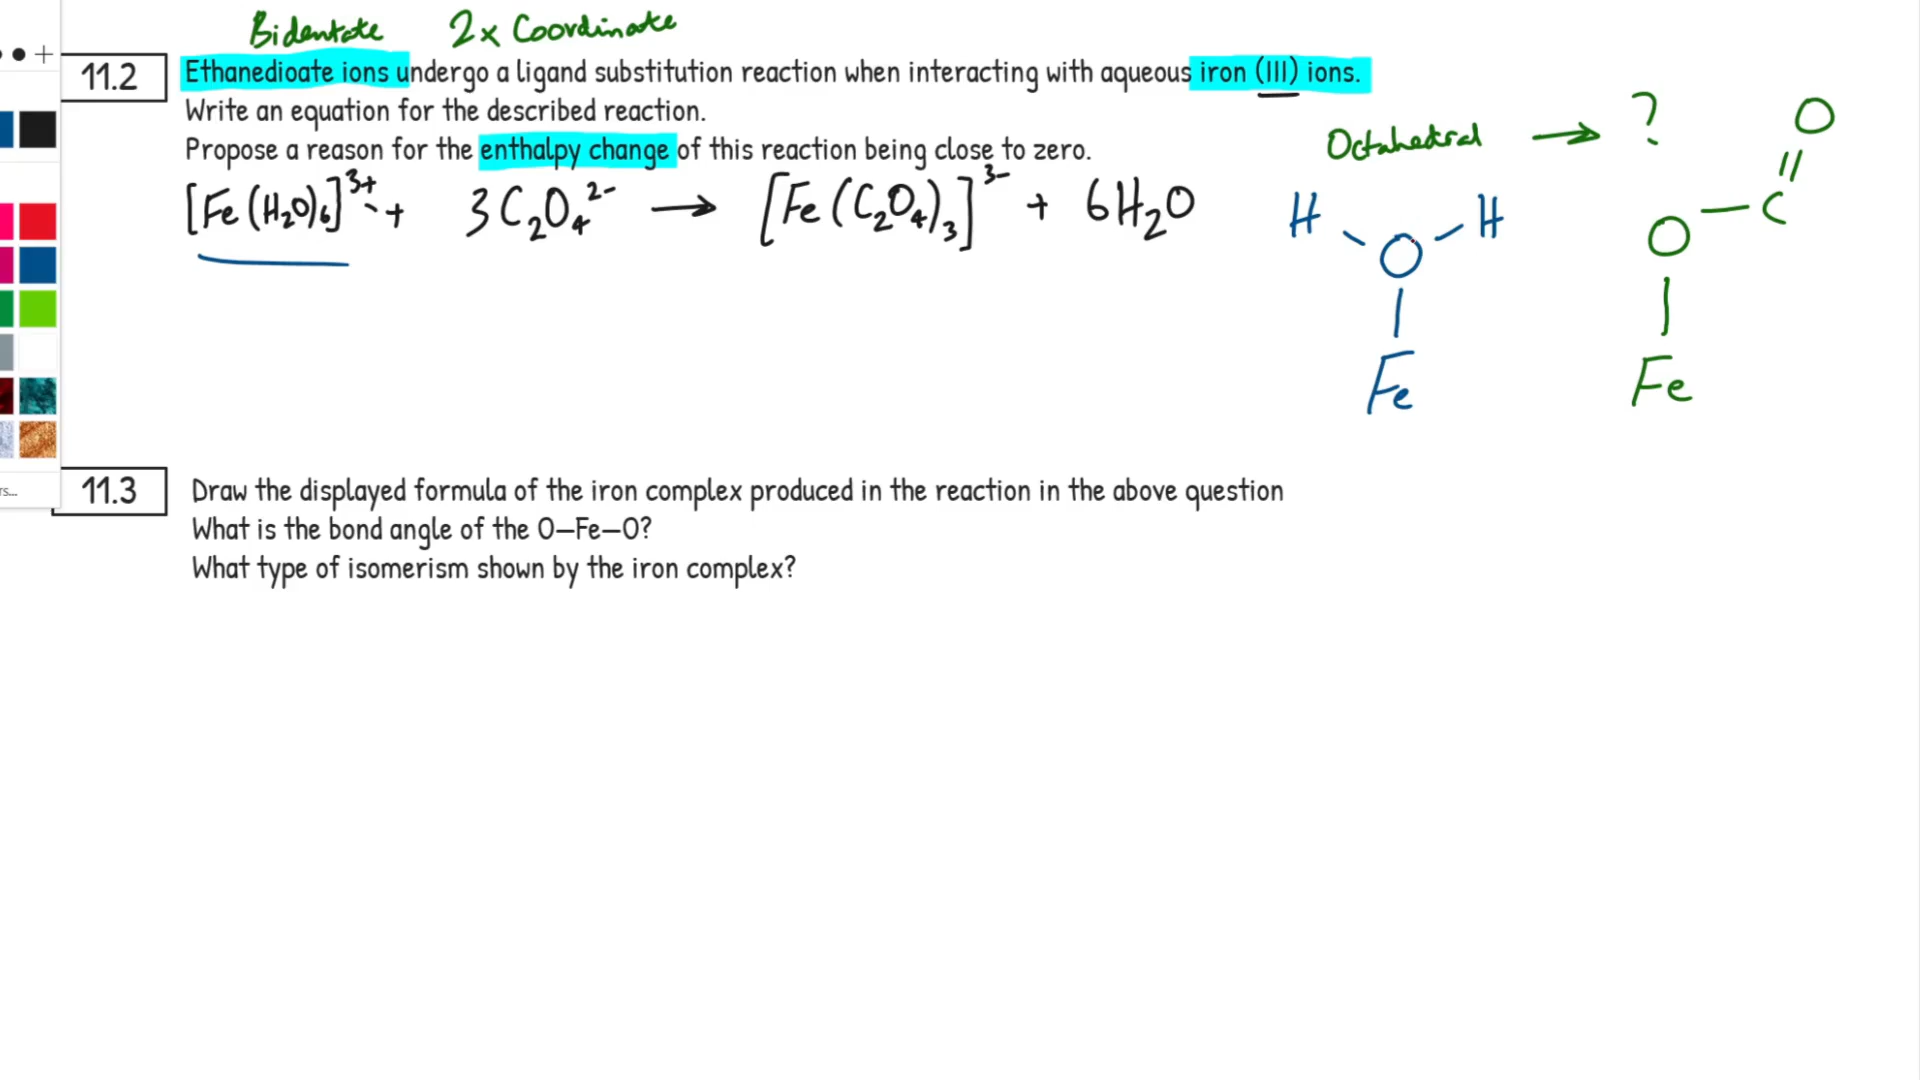 Bidentate 2x Coordinate
11.2
Ethanedioate ions undergo a ligand substitution reaction when interacting with aqueous iron (III) ions.
Write an equation for the described reaction.
Propose a reason for the enthalpy change of this reaction being close to zero.
[Fe(H₂O)₆]³⁺ + 3C₂O₄²⁻ → [Fe(C₂O₄)₃]³⁻ + 6H₂O
Octahedral → ?
H O H
Fe
O
C
O
Fe
rs...
11.3
Draw the displayed formula of the iron complex produced in the reaction in the above question
What is the bond angle of the O–Fe–O?
What type of isomerism shown by the iron complex?